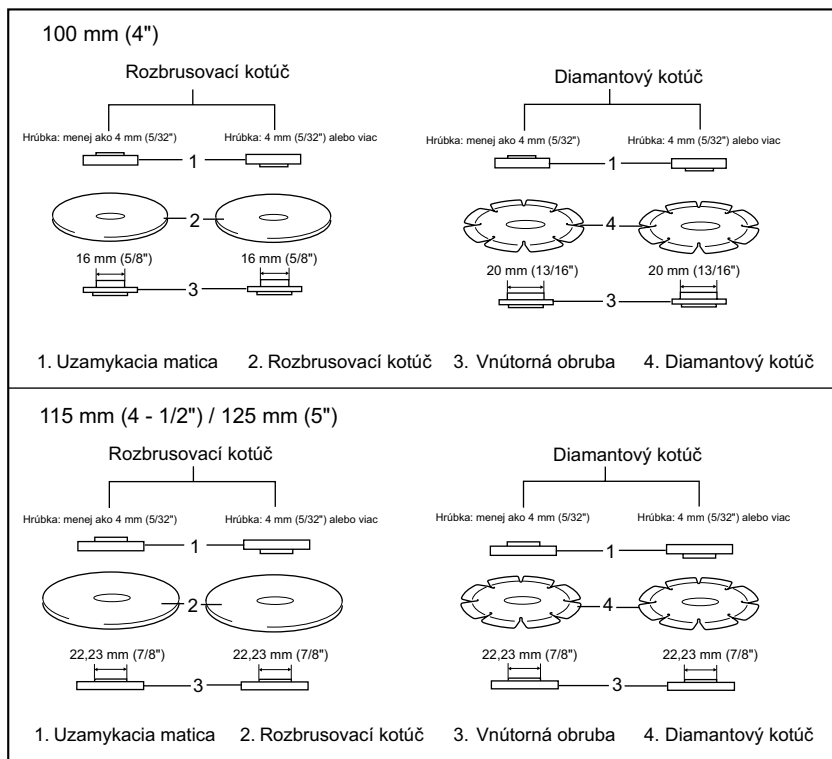 100 mm (4")
Rozbrusovací kotúč Diamantový kotúč
Hrúbka: menej ako 4 mm (5/32") Hrúbka: 4 mm (5/32") alebo viac Hrúbka: menej ako 4 mm (5/32") Hrúbka: 4 mm (5/32") alebo viac
1 1
2 4
16 mm (5/8") 16 mm (5/8") 20 mm (13/16") 20 mm (13/16")
3 3
1. Uzamykacia matica 2. Rozbrusovací kotúč 3. Vnútorná obruba 4. Diamantový kotúč
115 mm (4 - 1/2") / 125 mm (5")
Rozbrusovací kotúč Diamantový kotúč
Hrúbka: menej ako 4 mm (5/32") Hrúbka: 4 mm (5/32") alebo viac Hrúbka: menej ako 4 mm (5/32") Hrúbka: 4 mm (5/32") alebo viac
1 1
2 4
22,23 mm (7/8") 22,23 mm (7/8") 22,23 mm (7/8") 22,23 mm (7/8")
3 3
1. Uzamykacia matica 2. Rozbrusovací kotúč 3. Vnútorná obruba 4. Diamantový kotúč